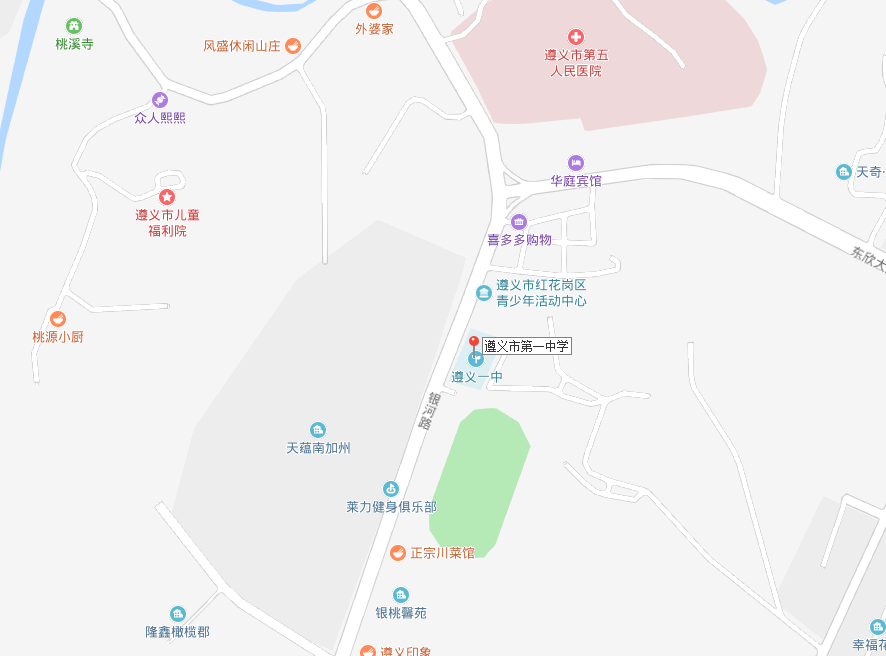 外婆家
桃溪寺
风盛休闲山庄
遵义市第五
人民医院
众人熙熙
华庭宾馆
天奇·
遵义市儿童
福利院
喜多多购物
东欣大
遵义市红花岗区
青少年活动中心
桃源小厨
遵义市第一中学
遵义一中
银河路
天蕴南加州
莱力健身俱乐部
正宗川菜馆
银桃馨苑
隆鑫橄榄郡
幸福花
遵义印象